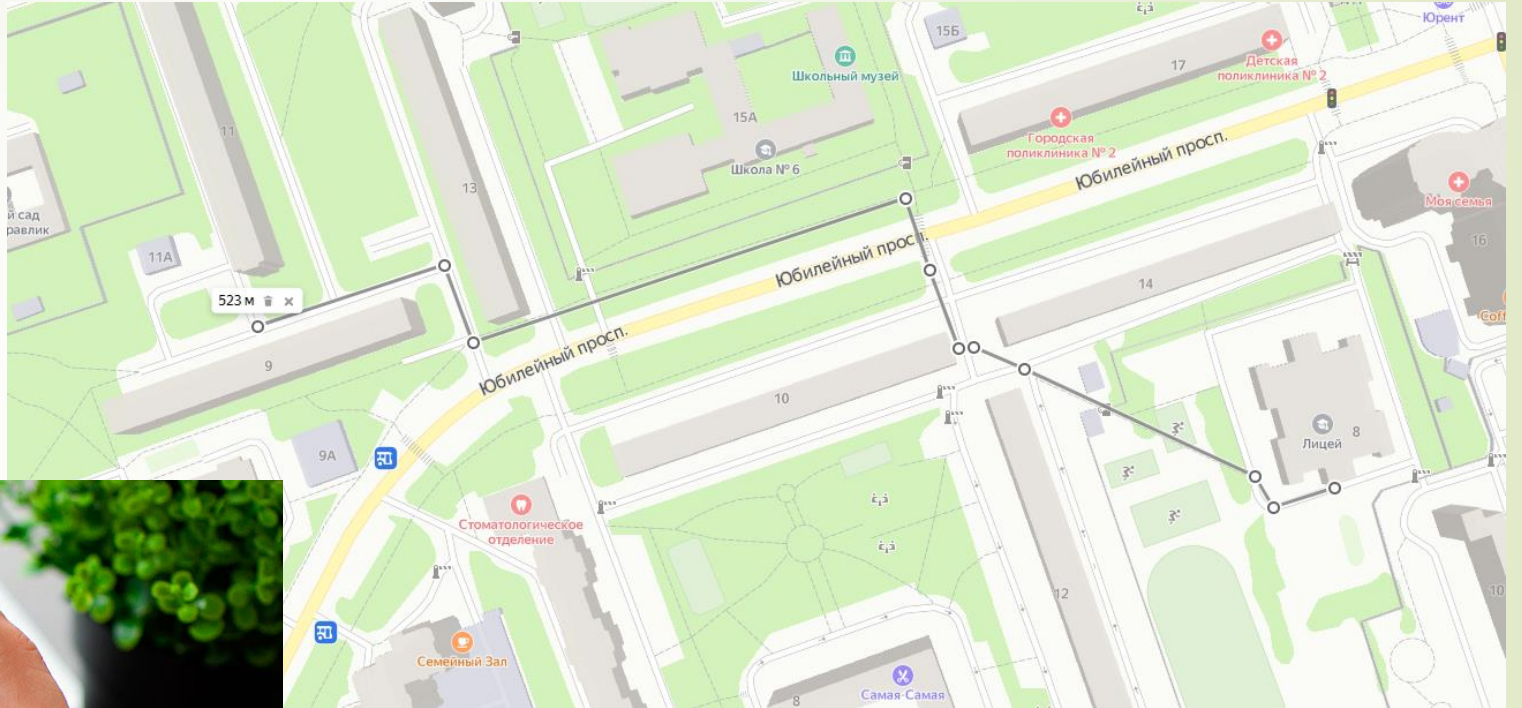 Юрент
15Б
Детская
поликлиника № 2
17
Школьный музей
15А
Городская
поликлиника № 2
Юбилейный просп.
11
Школа № 6
13
Моя семья
й сад
равлик
11А
16
Юбилейный просп.
14
523 м
Coff
Юбилейный просп.
9
10
Лицей
8
9А
Стоматологическое
отделение
12
10
Семейный Зал
Самая-Самая
8